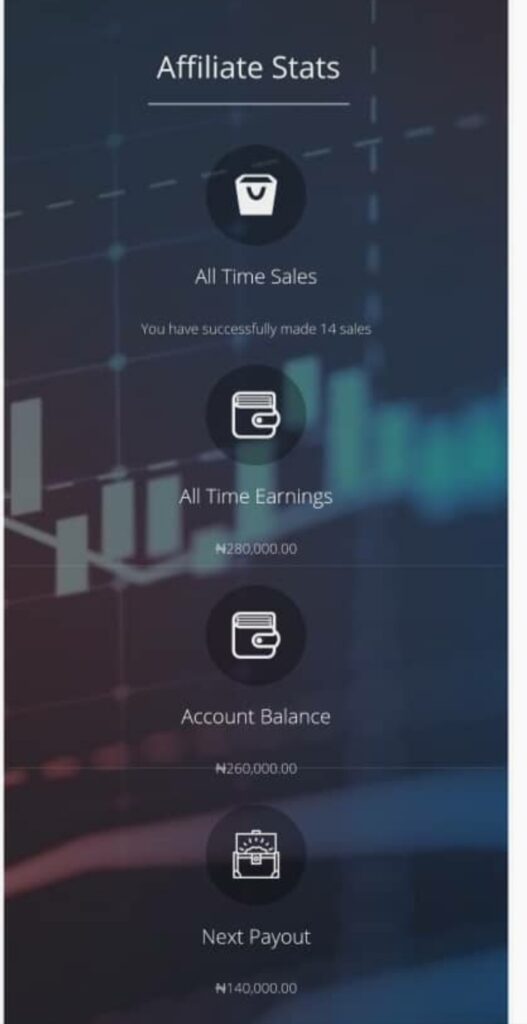 Affiliate Stats
All Time Sales
You have successfully made 14 sales
All Time Earnings
₦280,000.00
Account Balance
₦260,000.00
Next Payout
₦140,000.00